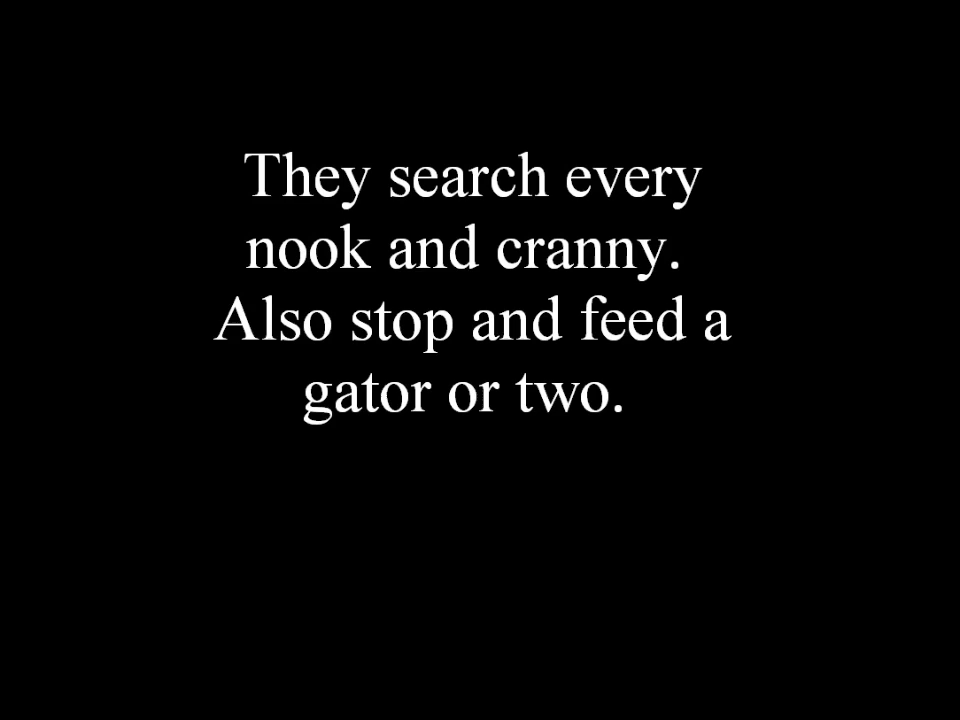 They search every
nook and cranny.
Also stop and feed a
gator or two.